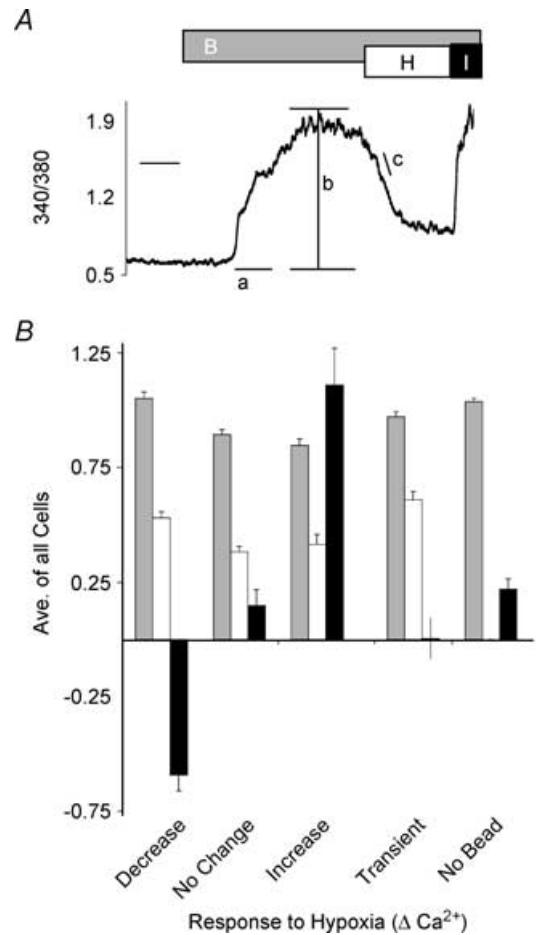 A
B
H
I
1.9
1.2
0.5
340/380
a
b
c
B
1.25
0.75
0.25
-0.25
-0.75
Ave. of all Cells
Decrease
No Change
Increase
Transient
No Bead
Response to Hypoxia (Δ Ca²⁺)